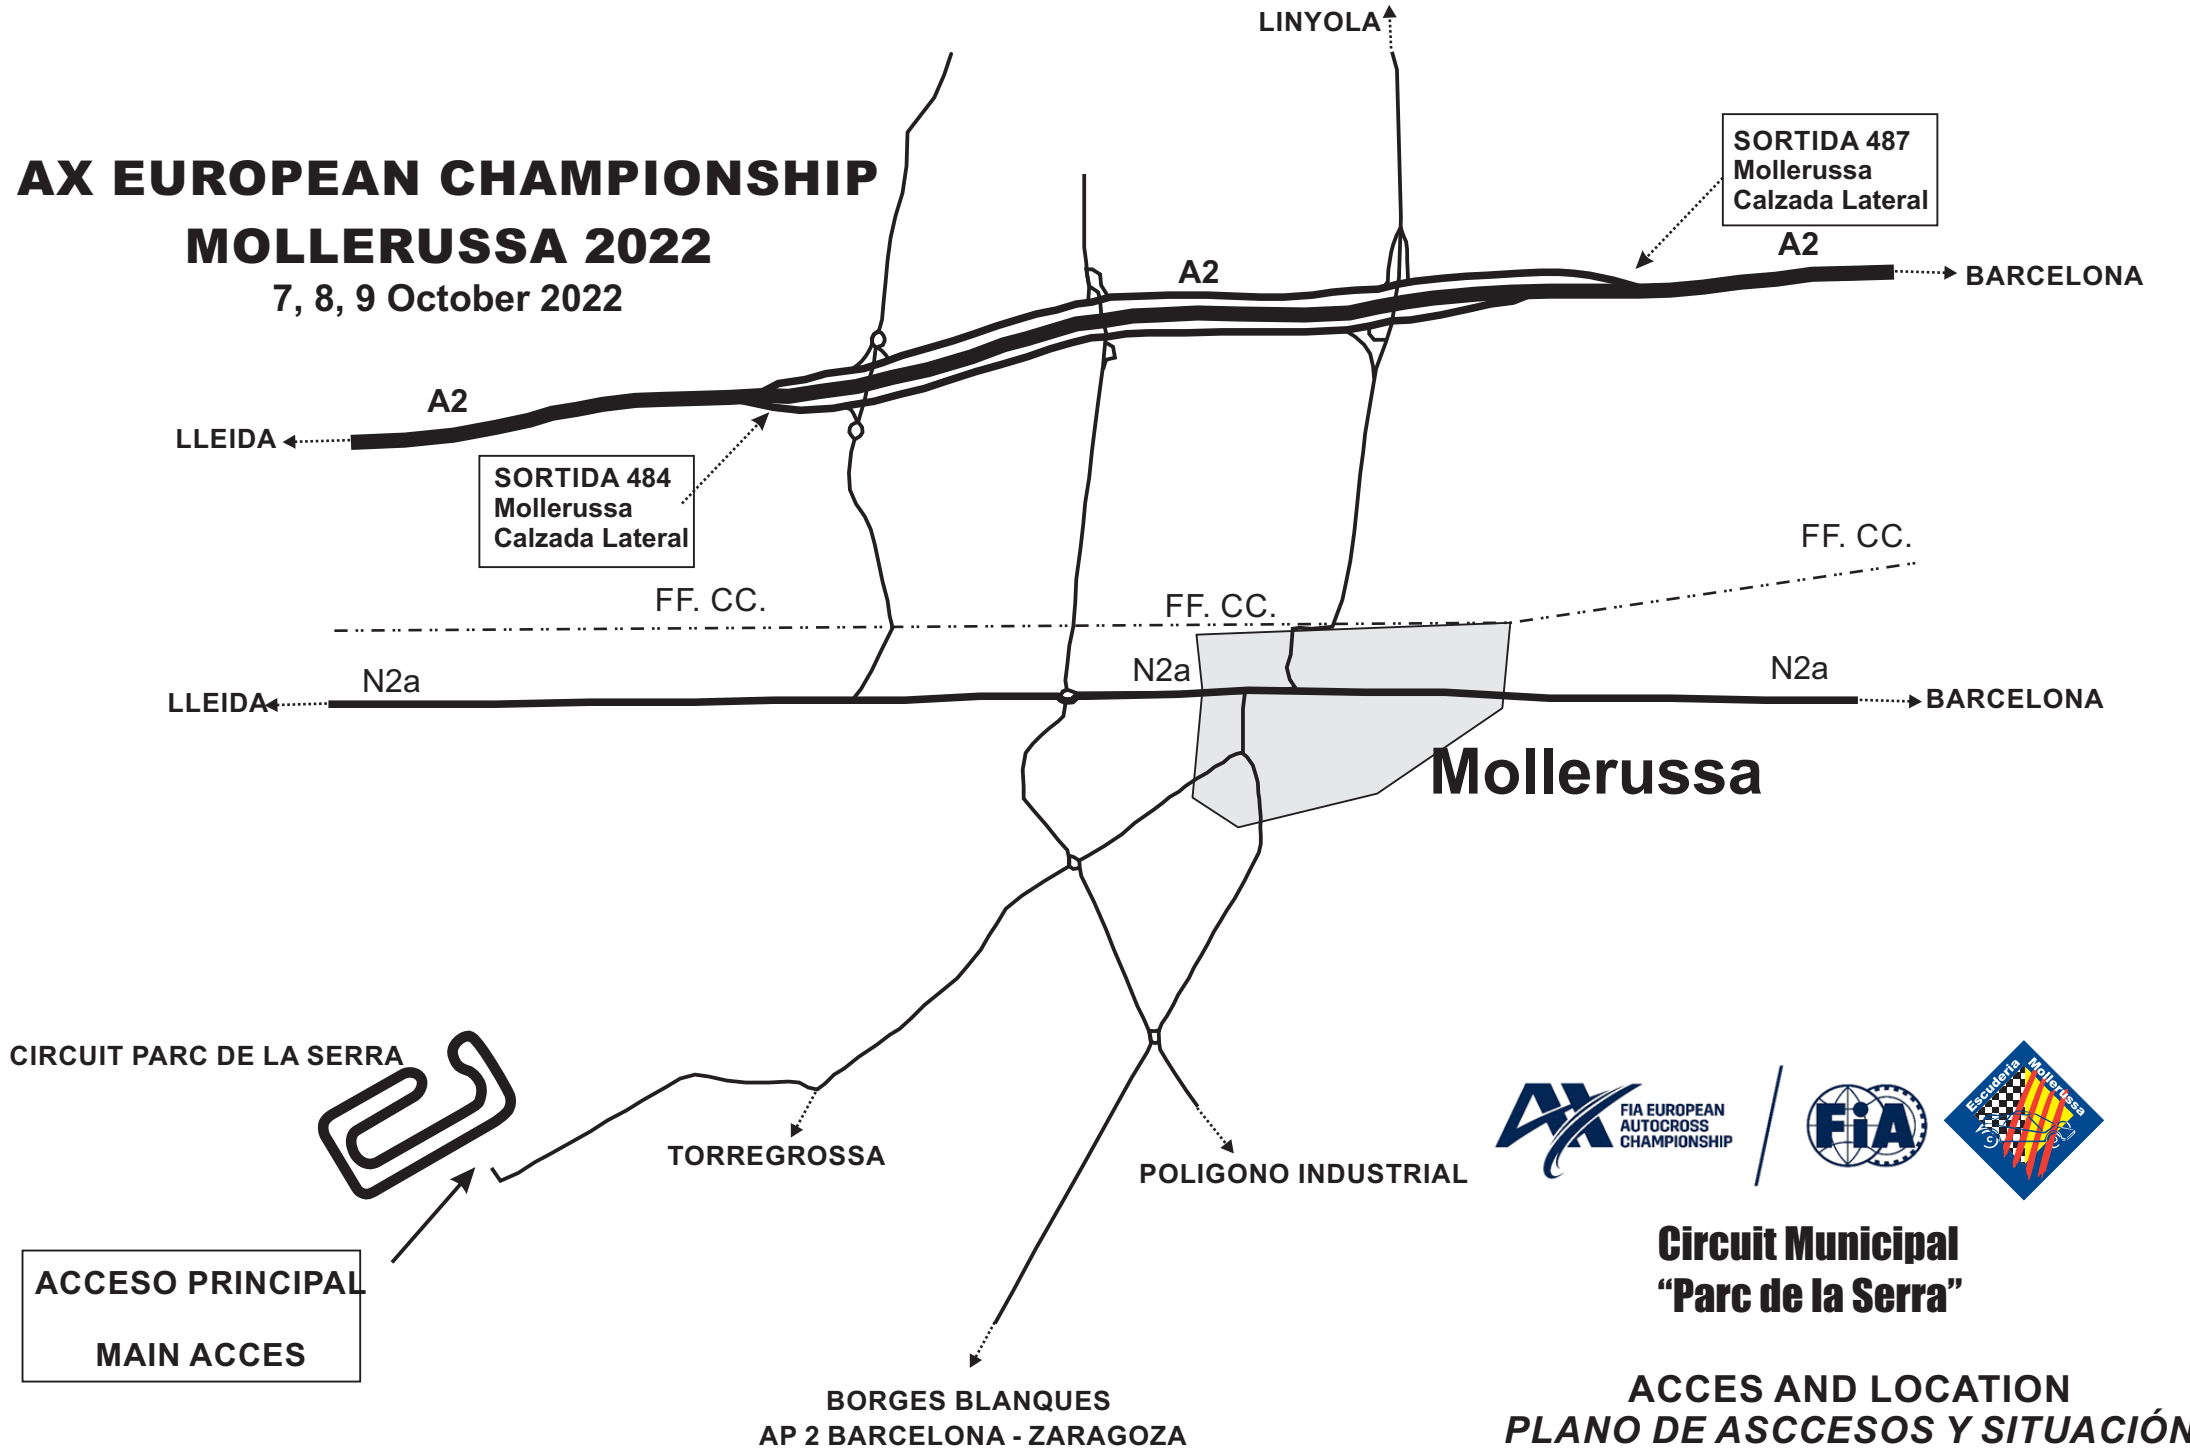 LINYOLA
AX EUROPEAN CHAMPIONSHIP
MOLLERUSSA 2022
7, 8, 9 October 2022
SORTIDA 487
Mollerussa
Calzada Lateral
A2
A2
BARCELONA
A2
LLEIDA
SORTIDA 484
Mollerussa
Calzada Lateral
FF. CC.
FF. CC.
FF. CC.
N2a
N2a
N2a
LLEIDA
BARCELONA
Mollerussa
CIRCUIT PARC DE LA SERRA
TORREGROSSA
POLIGONO INDUSTRIAL
ACCESO PRINCIPAL
MAIN ACCES
BORGES BLANQUES
AP 2 BARCELONA - ZARAGOZA
AX
FIA EUROPEAN
AUTOCROSS
CHAMPIONSHIP
FiA
Escuderia Mollerussa
Circuit Municipal
“Parc de la Serra”
ACCES AND LOCATION
PLANO DE ASCCESOS Y SITUACIÓN